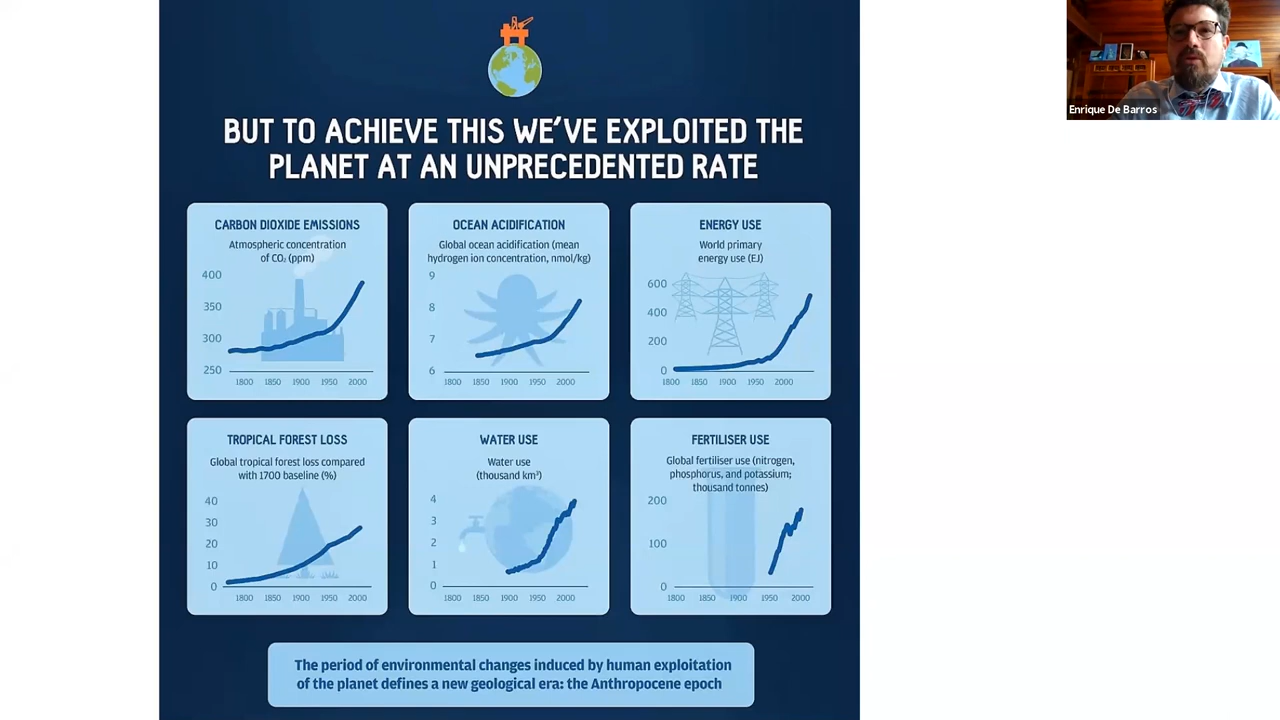 Enrique De Barros
BUT TO ACHIEVE THIS WE'VE EXPLOITED THE
PLANET AT AN UNPRECEDENTED RATE
CARBON DIOXIDE EMISSIONS
Atmospheric concentration
of CO₂ (ppm)
400
350
300
250
1800 1850 1900 1950 2000
OCEAN ACIDIFICATION
Global ocean acidification (mean
hydrogen ion concentration, nmol/kg)
9
8
7
6
1800 1850 1900 1950 2000
ENERGY USE
World primary
energy use (EJ)
600
400
200
0
1800 1850 1900 1950 2000
TROPICAL FOREST LOSS
Global tropical forest loss compared
with 1700 baseline (%)
40
30
20
10
0
1800 1850 1900 1950 2000
WATER USE
Water use
(thousand km³)
4
3
2
1
0
1800 1850 1900 1950 2000
FERTILISER USE
Global fertiliser use (nitrogen,
phosphorus, and potassium;
thousand tonnes)
200
100
0
1800 1850 1900 1950 2000
The period of environmental changes induced by human exploitation
of the planet defines a new geological era: the Anthropocene epoch